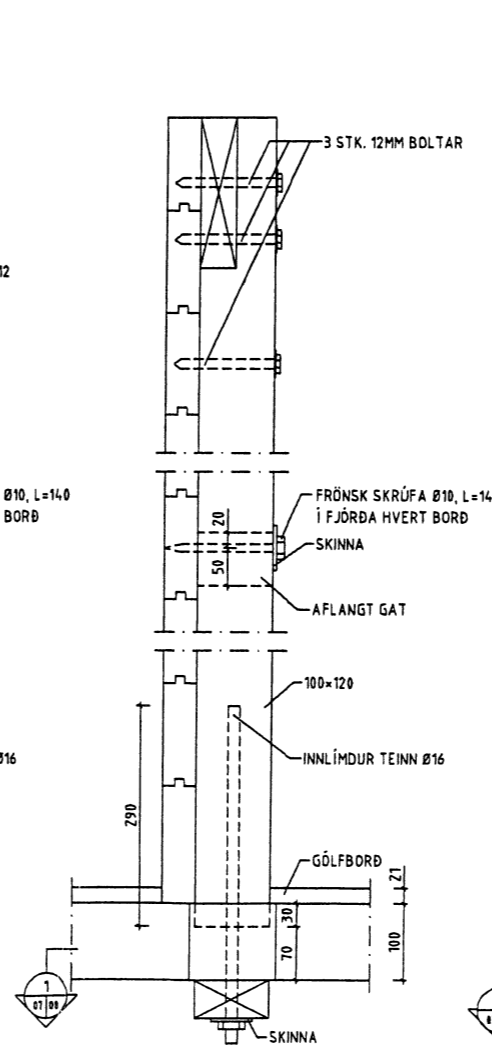 3 STK. 12MM BOLTAR
12
Ø10, L=140
BORÐ
FRÖNSK SKRÚFA Ø10, L=14
Í FJÓRÐA HVERT BORÐ
SKINNA
20
50
AFLANGT GAT
100×120
INNLÍMDUR TEINN Ø16
Ø16
290
GÓLFBORÐ
21
30
70
100
1
07
SKINNA